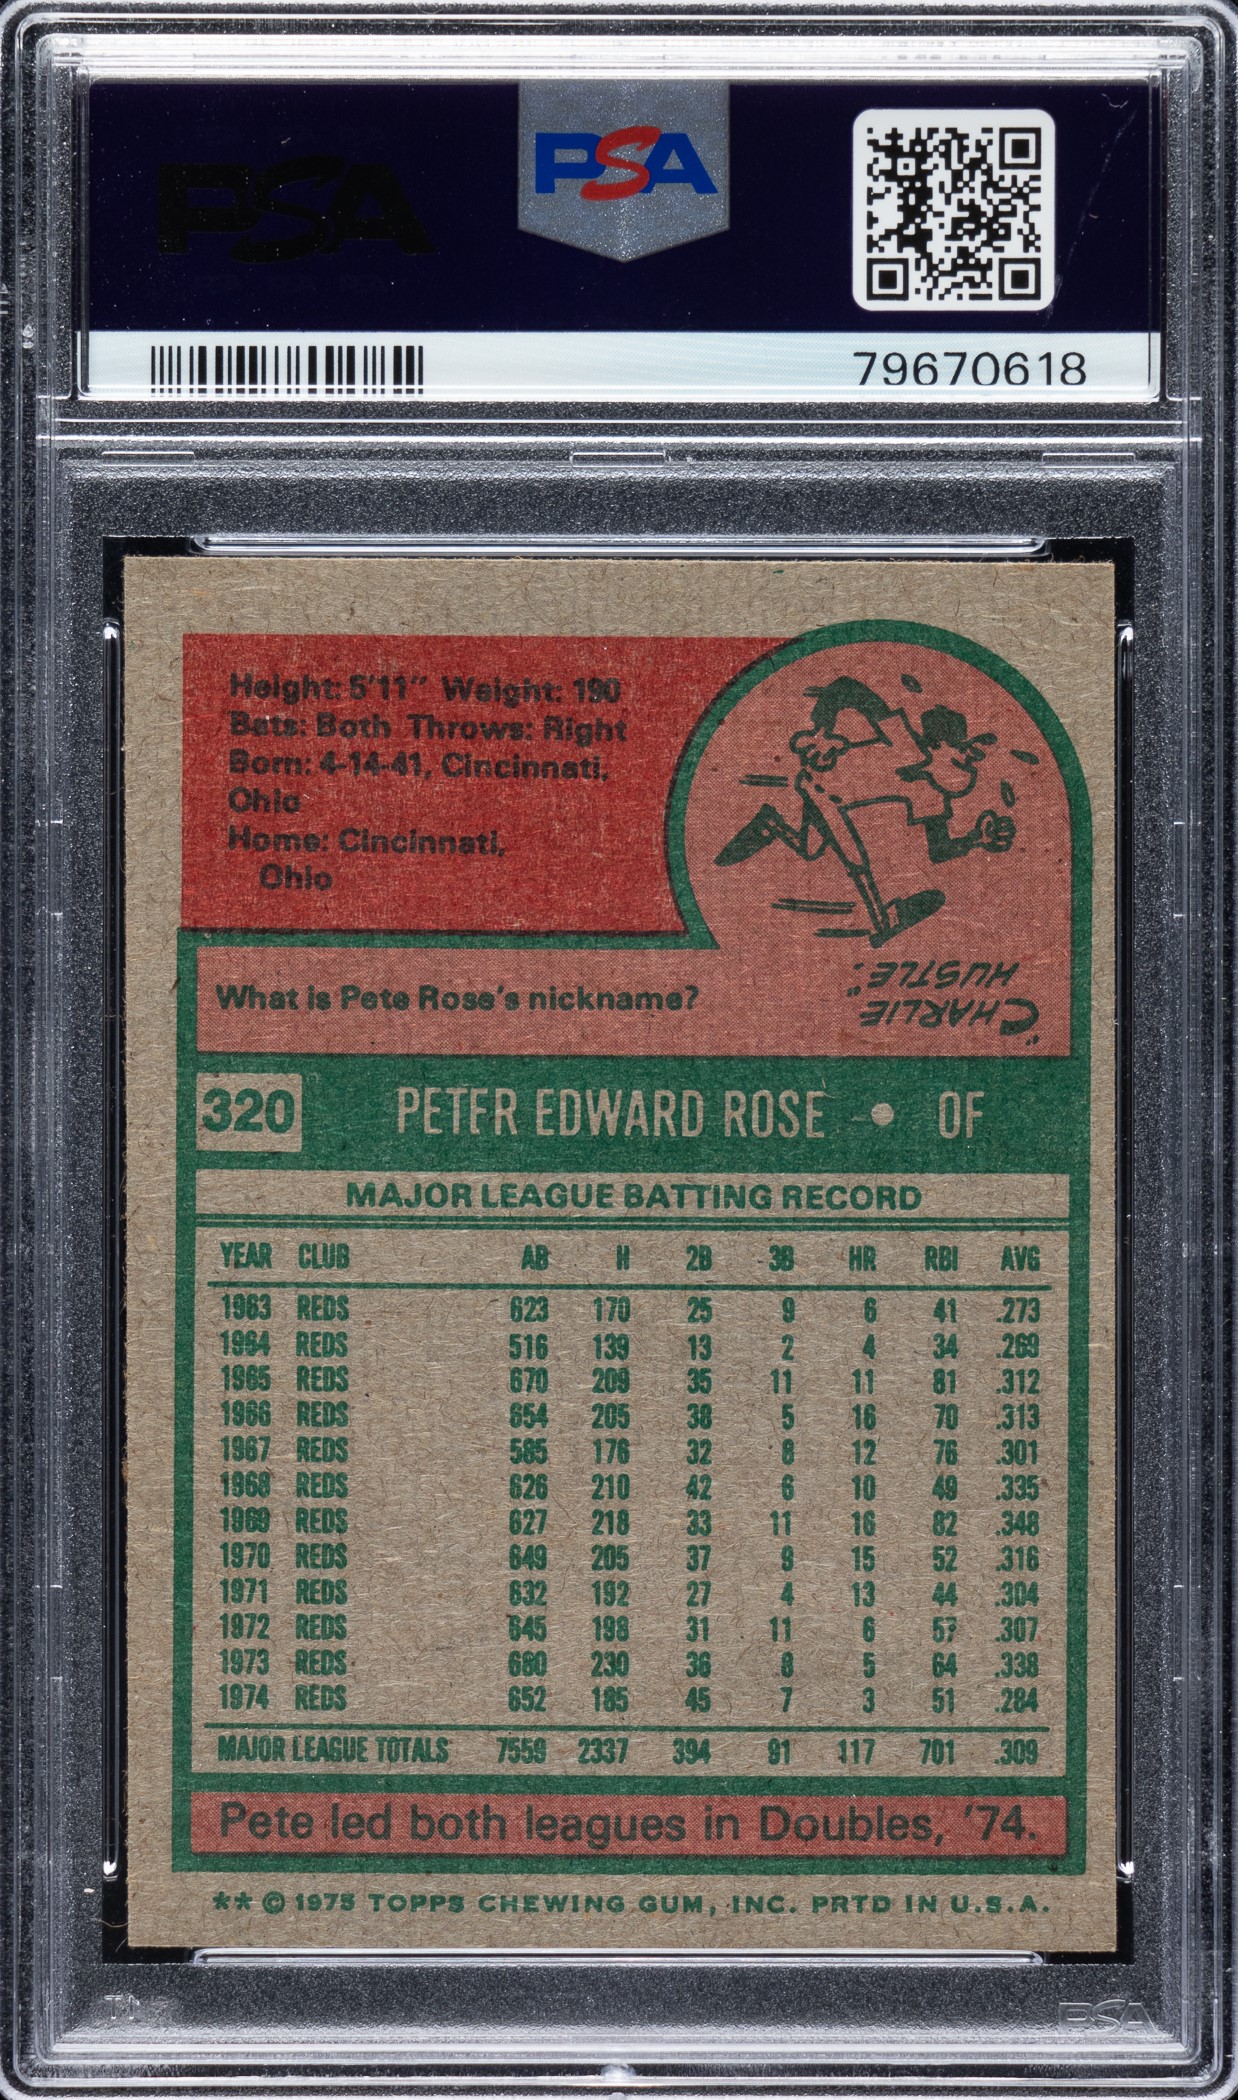 PSA
PSA
79670618
Height: 5'11" Weight: 190
Bats: Both Throws: Right
Born: 4-14-41, Cincinnati,
Ohio
Home: Cincinnati,
Ohio
What is Pete Rose's nickname?
"CHARLIE
HUSTLE".
320 PETER EDWARD ROSE • OF
MAJOR LEAGUE BATTING RECORD
YEAR CLUB AB H 2B 3B HR RBI AVG
1963 REDS 623 170 25 9 6 41 .273
1964 REDS 516 139 13 2 4 34 .269
1965 REDS 670 209 35 11 11 81 .312
1966 REDS 654 205 38 5 16 70 .313
1967 REDS 585 176 32 8 12 76 .301
1968 REDS 626 210 42 6 10 49 .335
1969 REDS 627 218 33 11 16 82 .348
1970 REDS 649 205 37 9 15 52 .316
1971 REDS 632 192 27 4 13 44 .304
1972 REDS 645 198 31 11 6 57 .307
1973 REDS 680 230 36 8 5 64 .338
1974 REDS 652 185 45 7 3 51 .284
MAJOR LEAGUE TOTALS 7559 2337 394 91 117 701 .309
Pete led both leagues in Doubles, '74.
** © 1975 TOPPS CHEWING GUM, INC. PRTD IN U.S.A.
PSA